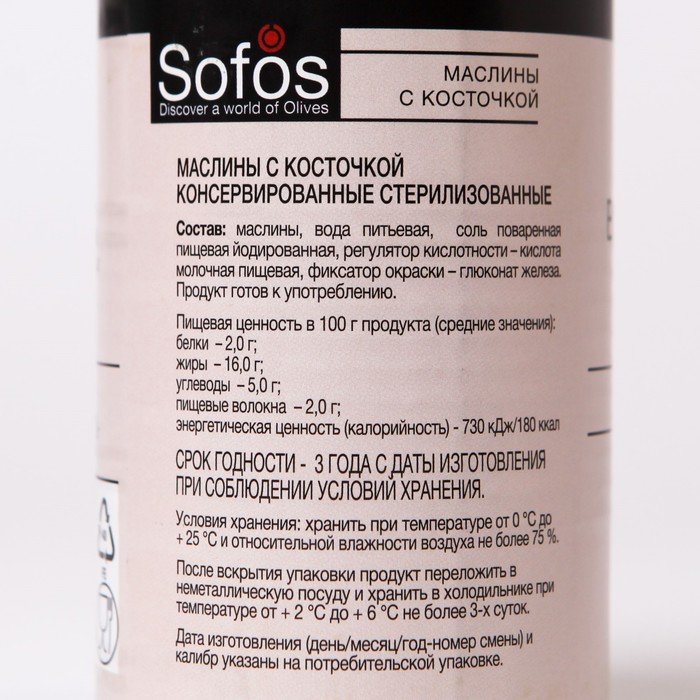 Sofos
Discover a world of Olives
МАСЛИНЫ
С КОСТОЧКОЙ
МАСЛИНЫ С КОСТОЧКОЙ
КОНСЕРВИРОВАННЫЕ СТЕРИЛИЗОВАННЫЕ
Состав: маслины, вода питьевая, соль поваренная
пищевая йодированная, регулятор кислотности – кислота
молочная пищевая, фиксатор окраски – глюконат железа.
Продукт готов к употреблению.
Пищевая ценность в 100 г продукта (средние значения):
белки – 2,0 г;
жиры – 16,0 г;
углеводы – 5,0 г;
пищевые волокна – 2,0 г;
энергетическая ценность (калорийность) - 730 кДж/180 ккал
СРОК ГОДНОСТИ - 3 ГОДА С ДАТЫ ИЗГОТОВЛЕНИЯ
ПРИ СОБЛЮДЕНИИ УСЛОВИЙ ХРАНЕНИЯ.
Условия хранения: хранить при температуре от 0 °С до
+ 25 °С и относительной влажности воздуха не более 75 %.
После вскрытия упаковки продукт переложить в
неметаллическую посуду и хранить в холодильнике при
температуре от + 2 °С до + 6 °С не более 3-х суток.
Дата изготовления (день/месяц/год-номер смены) и
калибр указаны на потребительской упаковке.